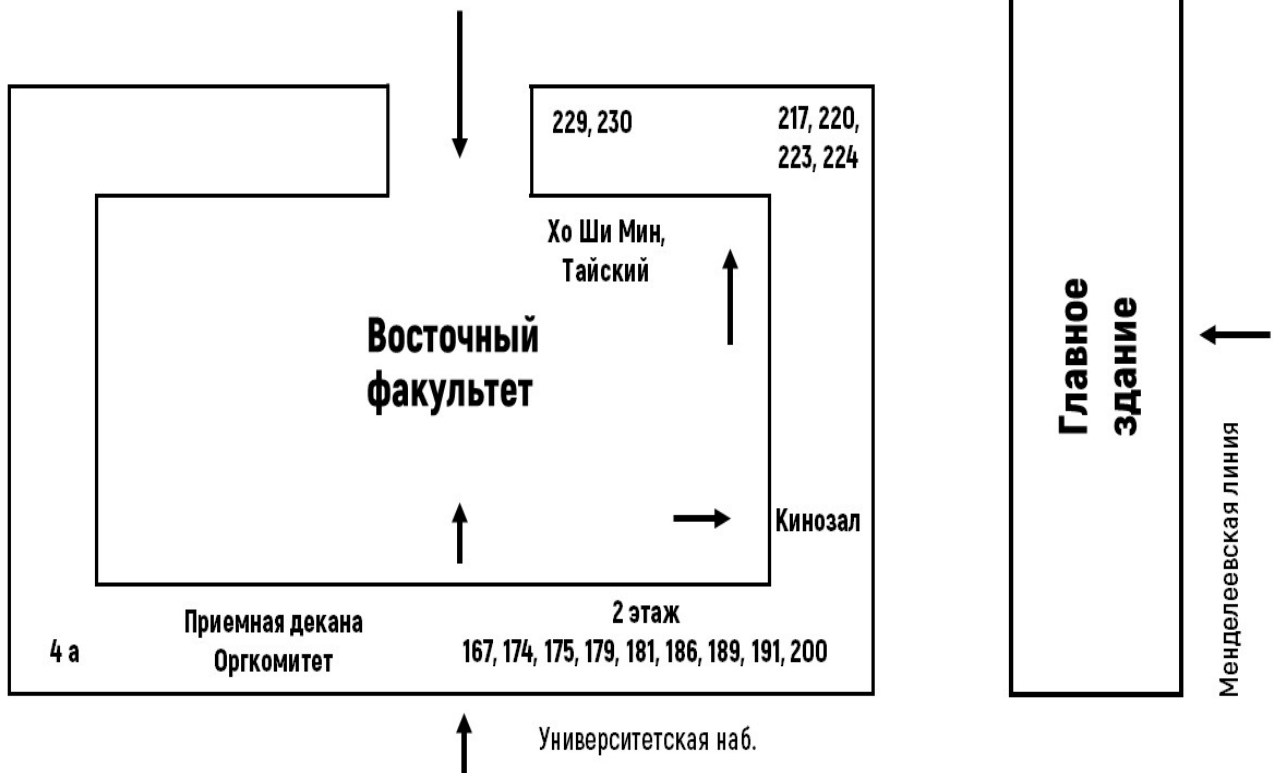 229, 230
217, 220,
223, 224
Хо Ши Мин,
Тайский
Восточный
факультет
Кинозал
4 а
Приемная декана
Оргкомитет
2 этаж
167, 174, 175, 179, 181, 186, 189, 191, 200
Университетская наб.
Главное
здание
Менделеевская линия